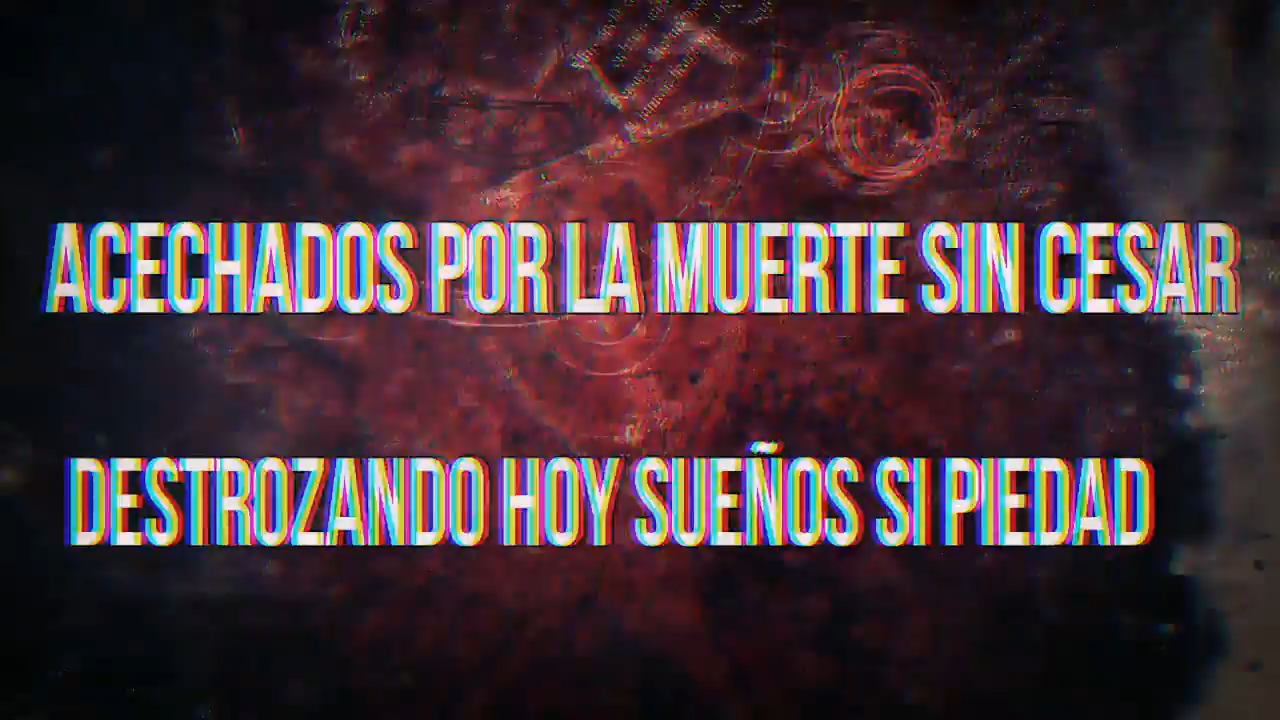 ACECHADOS POR LA MUERTE SIN CESAR
DESTROZANDO HOY SUEÑOS SI PIEDAD